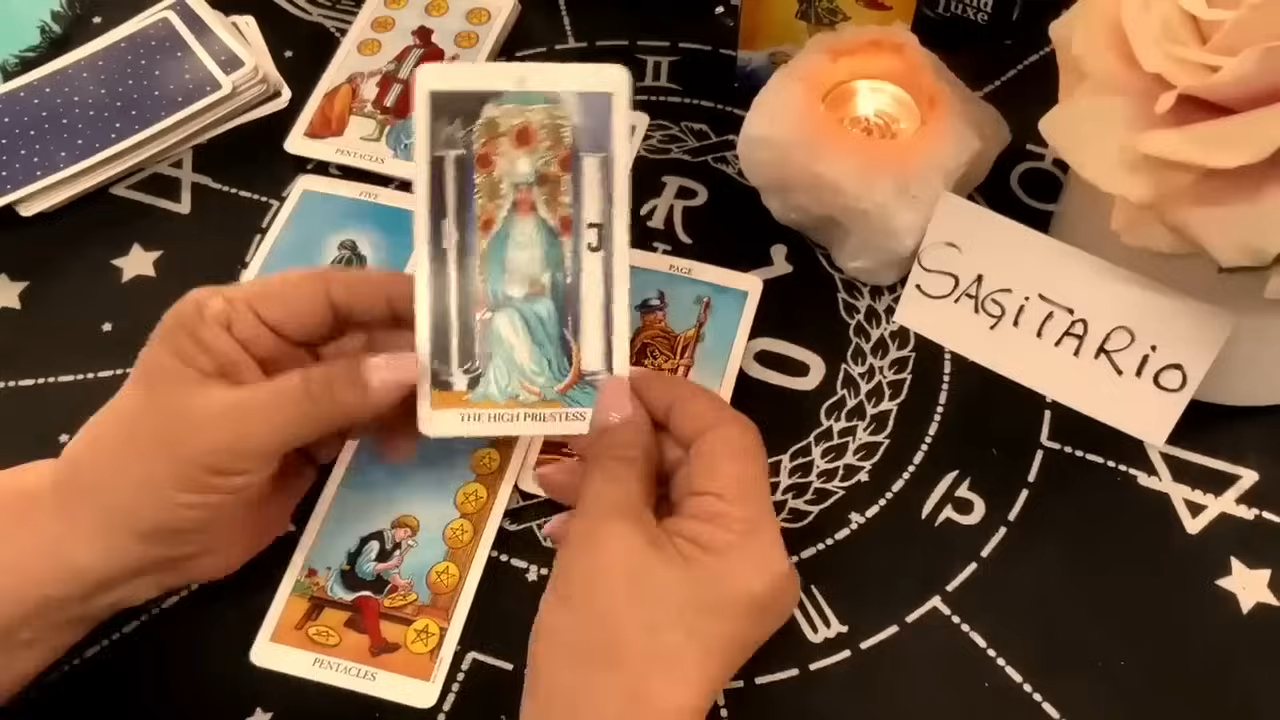 Luxe
PENTACLES
FIVE
PAGE
J
THE HIGH PRIESTESS
SAGITARIO
PENTACLES